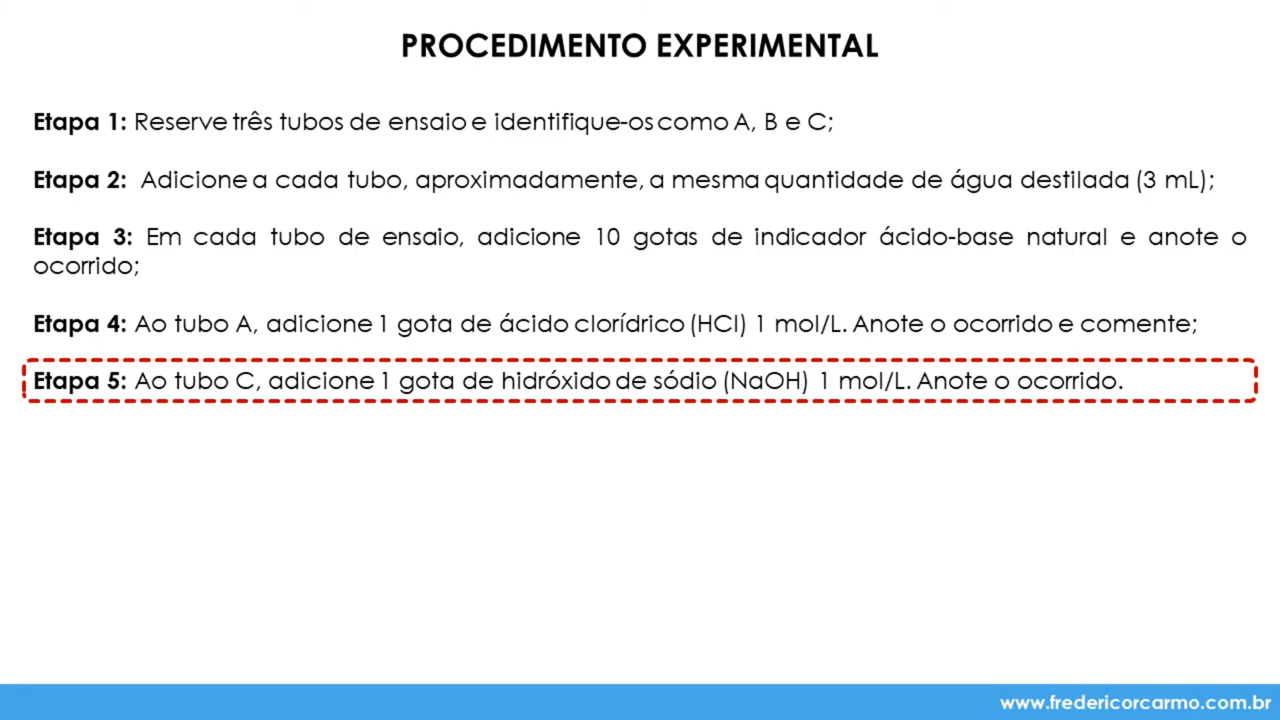 PROCEDIMENTO EXPERIMENTAL
Etapa 1: Reserve três tubos de ensaio e identifique-os como A, B e C;
Etapa 2: Adicione a cada tubo, aproximadamente, a mesma quantidade de água destilada (3 mL);
Etapa 3: Em cada tubo de ensaio, adicione 10 gotas de indicador ácido-base natural e anote o
ocorrido;
Etapa 4: Ao tubo A, adicione 1 gota de ácido clorídrico (HCl) 1 mol/L. Anote o ocorrido e comente;
Etapa 5: Ao tubo C, adicione 1 gota de hidróxido de sódio (NaOH) 1 mol/L. Anote o ocorrido.
www.fredericorcarmo.com.br